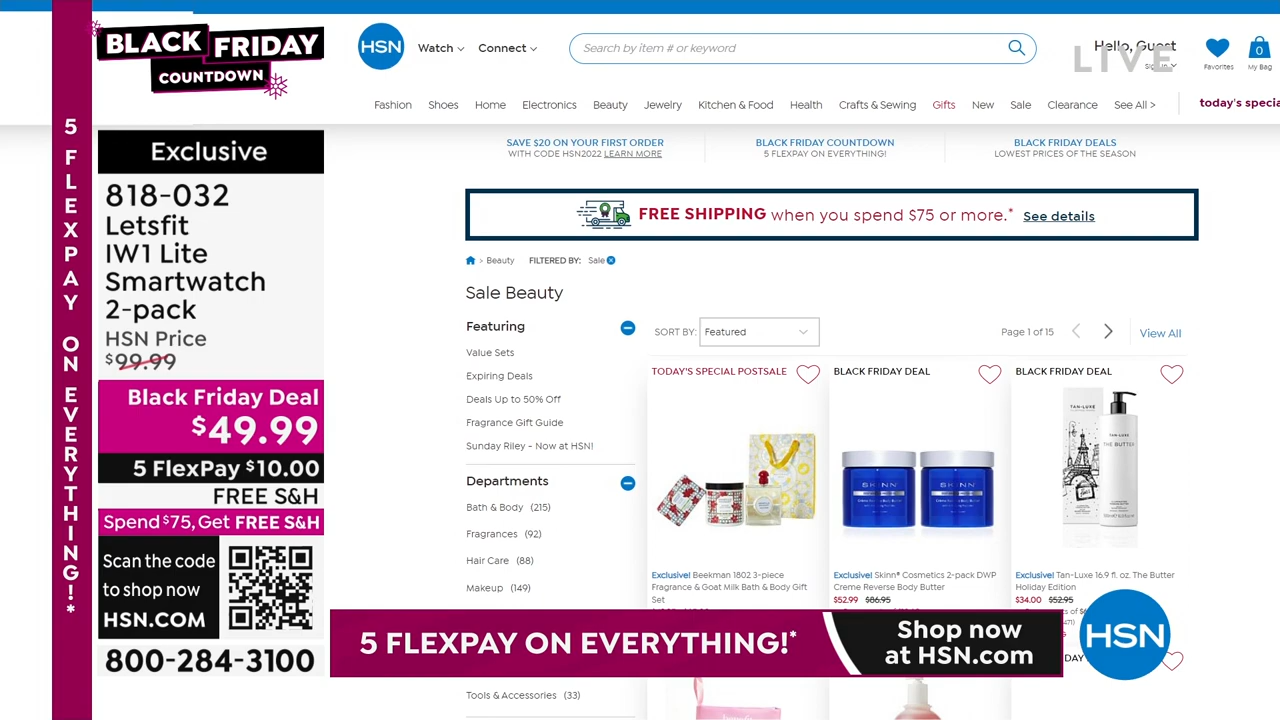 BLACK FRIDAY
COUNTDOWN
5 FLEXPAY ON EVERYTHING!*
Exclusive
818-032
Letsfit
IW1 Lite
Smartwatch
2-pack
HSN Price
$99.99
Black Friday Deal
$49.99
5 FlexPay $10.00
FREE S&H
Spend $75, Get FREE S&H
Scan the code
to shop now
HSN.COM
800-284-3100
HSN
Watch
Connect
Search by item # or keyword
Hello, Guest
LIVE
Favorites
0
My Bag
Fashion Shoes Home Electronics Beauty Jewelry Kitchen & Food Health Crafts & Sewing Gifts New Sale Clearance See All >
today's specia
SAVE $20 ON YOUR FIRST ORDER
WITH CODE HSN2022 LEARN MORE
BLACK FRIDAY COUNTDOWN
5 FLEXPAY ON EVERYTHING!
BLACK FRIDAY DEALS
LOWEST PRICES OF THE SEASON
FREE SHIPPING when you spend $75 or more.* See details
> Beauty FILTERED BY: Sale
Sale Beauty
Featuring
Value Sets
Expiring Deals
Deals Up to 50% Off
Fragrance Gift Guide
Sunday Riley - Now at HSN!
Departments
Bath & Body (215)
Fragrances (92)
Hair Care (88)
Makeup (149)
Tools & Accessories (33)
SORT BY: Featured
Page 1 of 15
View All
TODAY'S SPECIAL POSTSALE
Exclusive! Beekman 1802 3-piece
Fragrance & Goat Milk Bath & Body Gift
Set
BLACK FRIDAY DEAL
SKINN
SKINN
Exclusive! Skinn® Cosmetics 2-pack DWP
Creme Reverse Body Butter
$52.99 $86.95
BLACK FRIDAY DEAL
TAN-LUXE
TAN-LUXE
THE BUTTER
Exclusive! Tan-Luxe 16.9 fl. oz. The Butter
Holiday Edition
$34.00 $52.95
5 FLEXPAY ON EVERYTHING!*
Shop now
at HSN.com
HSN